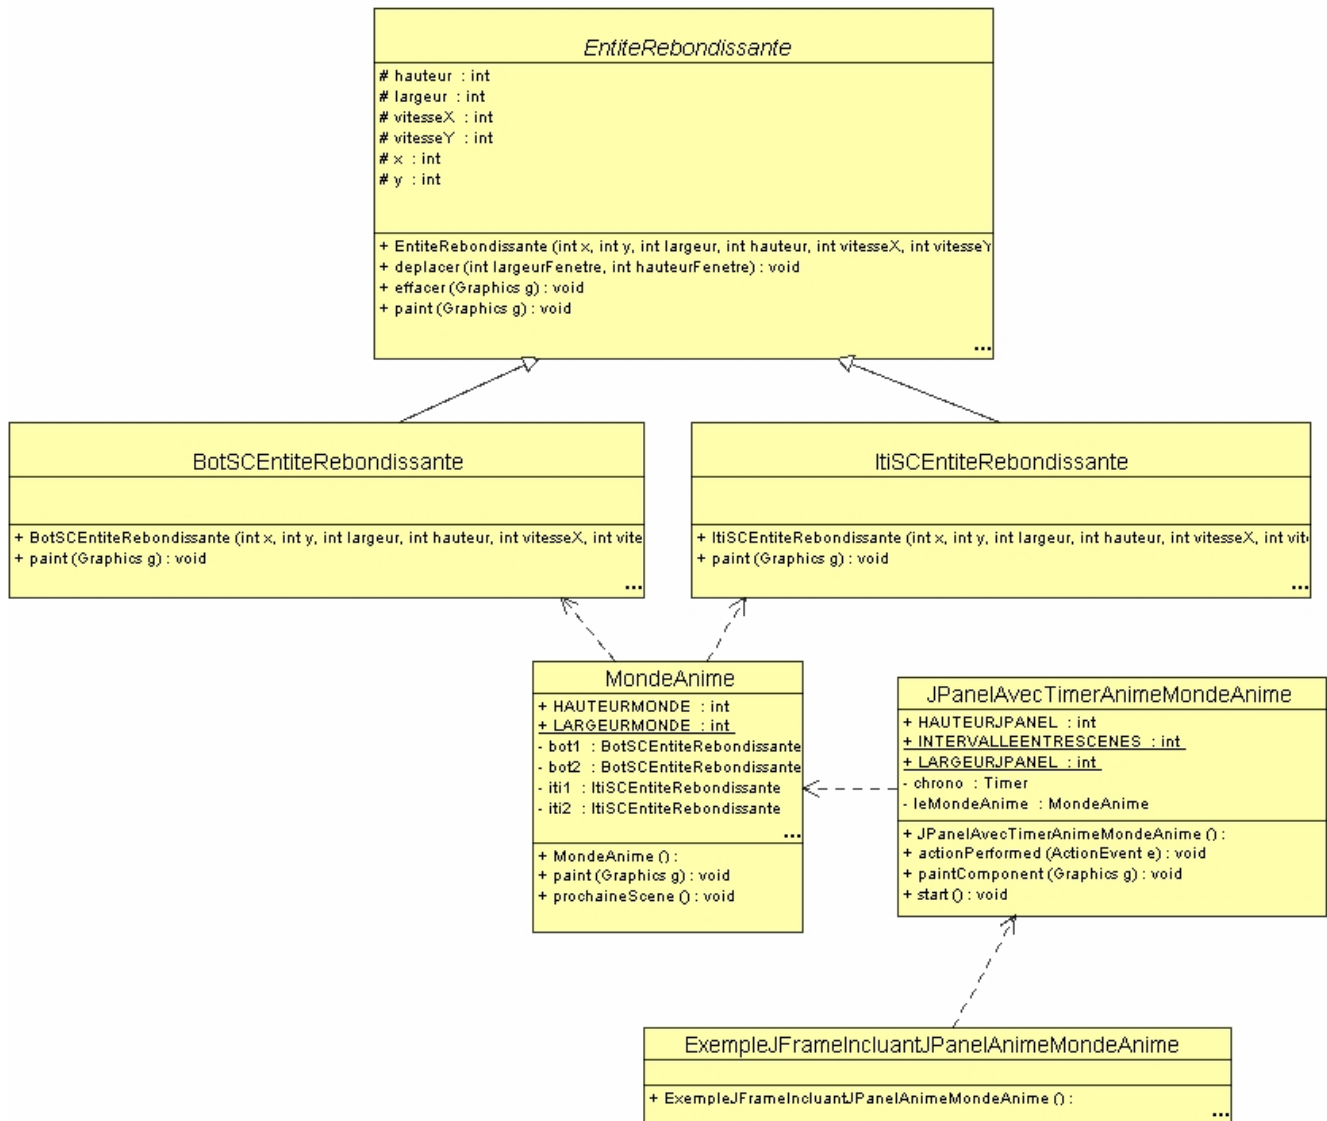 EntiteRebondissante
# hauteur : int
# largeur : int
# vitesseX : int
# vitesseY : int
# x : int
# y : int
+ EntiteRebondissante (int x, int y, int largeur, int hauteur, int vitesseX, int vitesseY
+ deplacer (int largeurFenetre, int hauteurFenetre) : void
+ effacer (Graphics g) : void
+ paint (Graphics g) : void
...
BotSCEntiteRebondissante
+ BotSCEntiteRebondissante (int x, int y, int largeur, int hauteur, int vitesseX, int vite
+ paint (Graphics g) : void
...
ItiSCEntiteRebondissante
+ ItiSCEntiteRebondissante (int x, int y, int largeur, int hauteur, int vitesseX, int vit
+ paint (Graphics g) : void
...
MondeAnime
+ HAUTEURMONDE : int
+ LARGEURMONDE : int
- bot1 : BotSCEntiteRebondissante
- bot2 : BotSCEntiteRebondissante
- iti1 : ItiSCEntiteRebondissante
- iti2 : ItiSCEntiteRebondissante
...
+ MondeAnime () :
+ paint (Graphics g) : void
+ prochaineScene () : void
JPanelAvecTimerAnimeMondeAnime
+ HAUTEURJPANEL : int
+ INTERVALLEENTRESCENES : int
+ LARGEURJPANEL : int
- chrono : Timer
- leMondeAnime : MondeAnime
+ JPanelAvecTimerAnimeMondeAnime () :
+ actionPerformed (ActionEvent e) : void
+ paintComponent (Graphics g) : void
+ start () : void
ExempleJFrameIncluantJPanelAnimeMondeAnime
+ ExempleJFrameIncluantJPanelAnimeMondeAnime () :
...